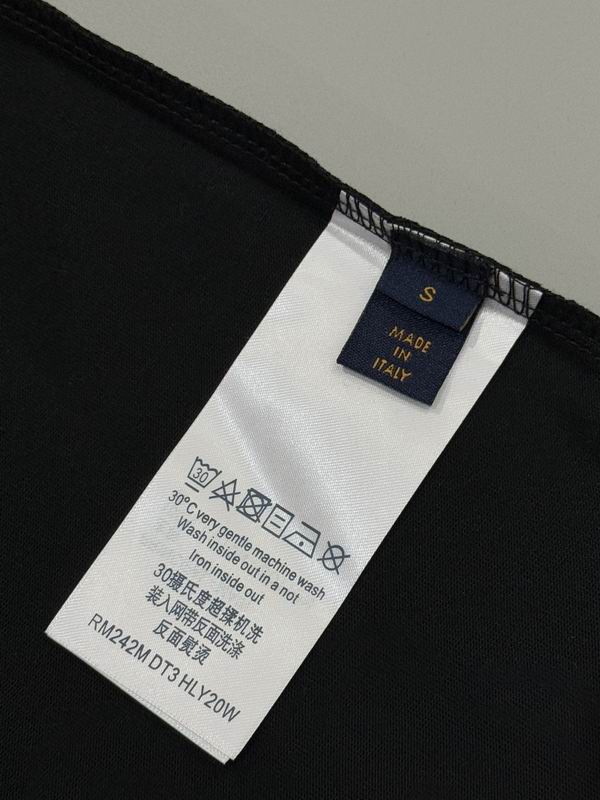 S
MADE
IN
ITALY
30
30°C very gentle machine wash
Wash inside out in a not
Iron inside out
30摄氏度超揉机洗
装入网带反面洗涤
反面熨烫
RM242M DT3 HLY20W